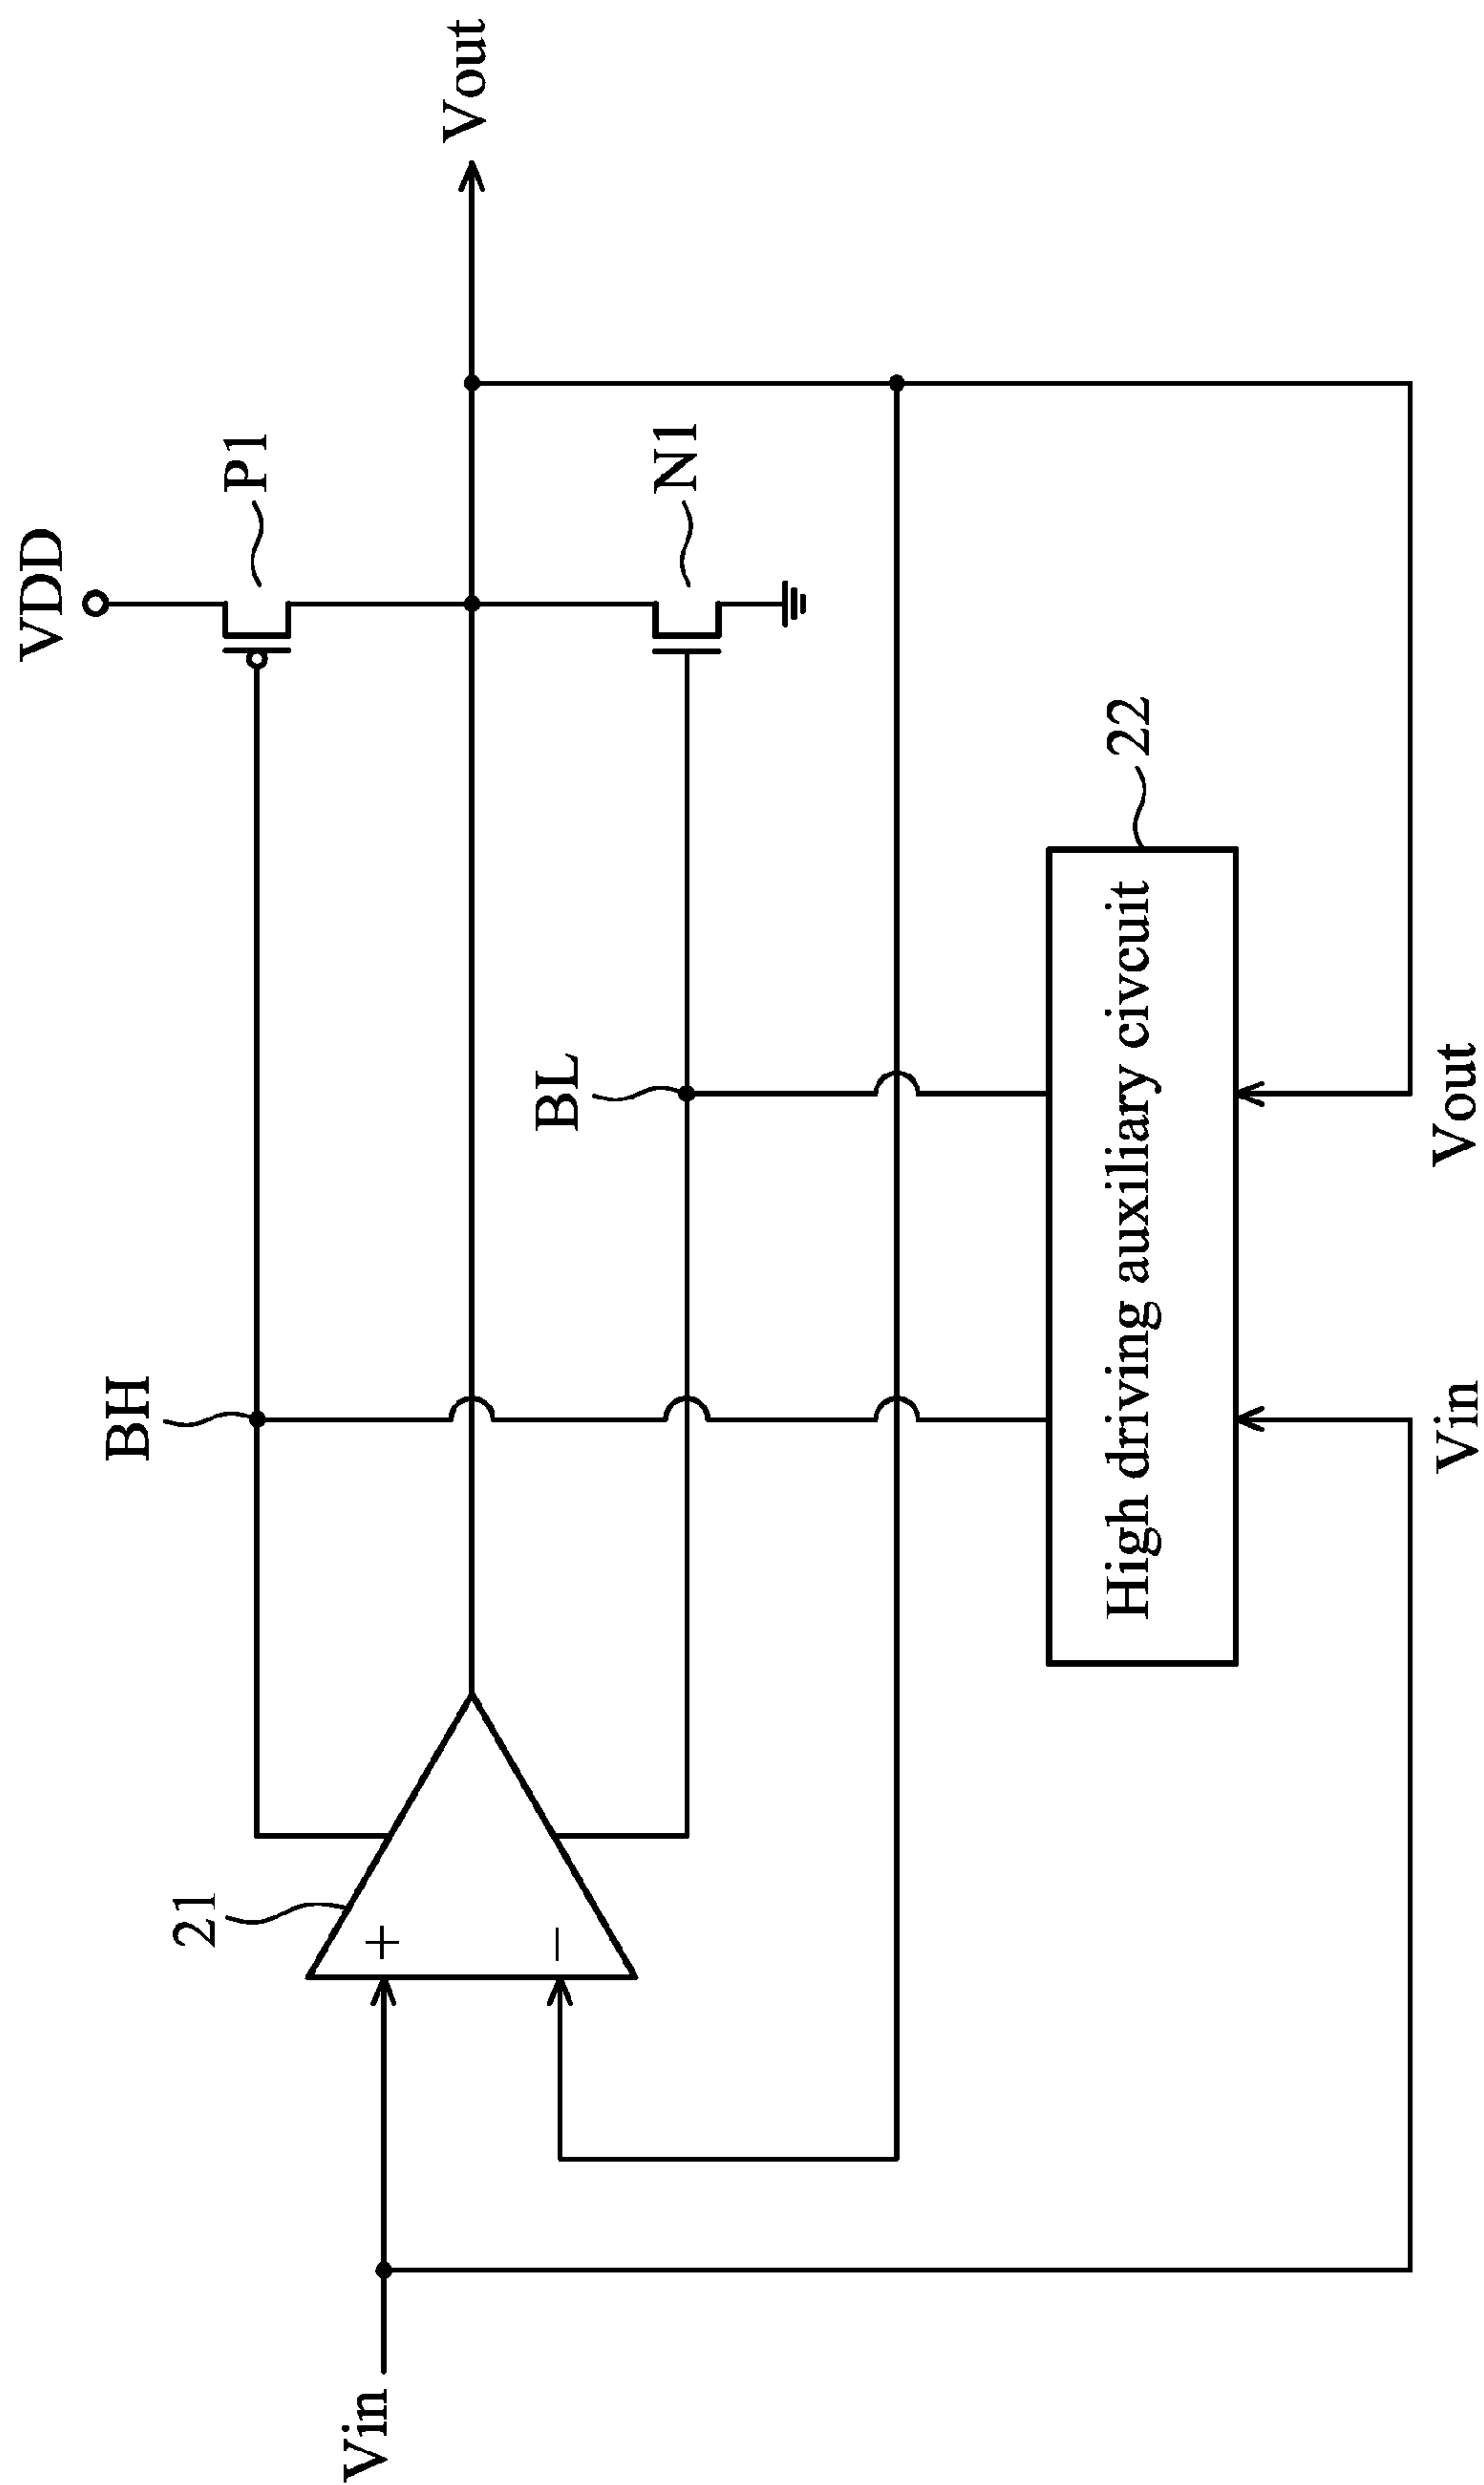 VDD
P1
BH
21
Vout
Vin
BL
N1
22
High driving auxiliary civcuit
Vin
Vout